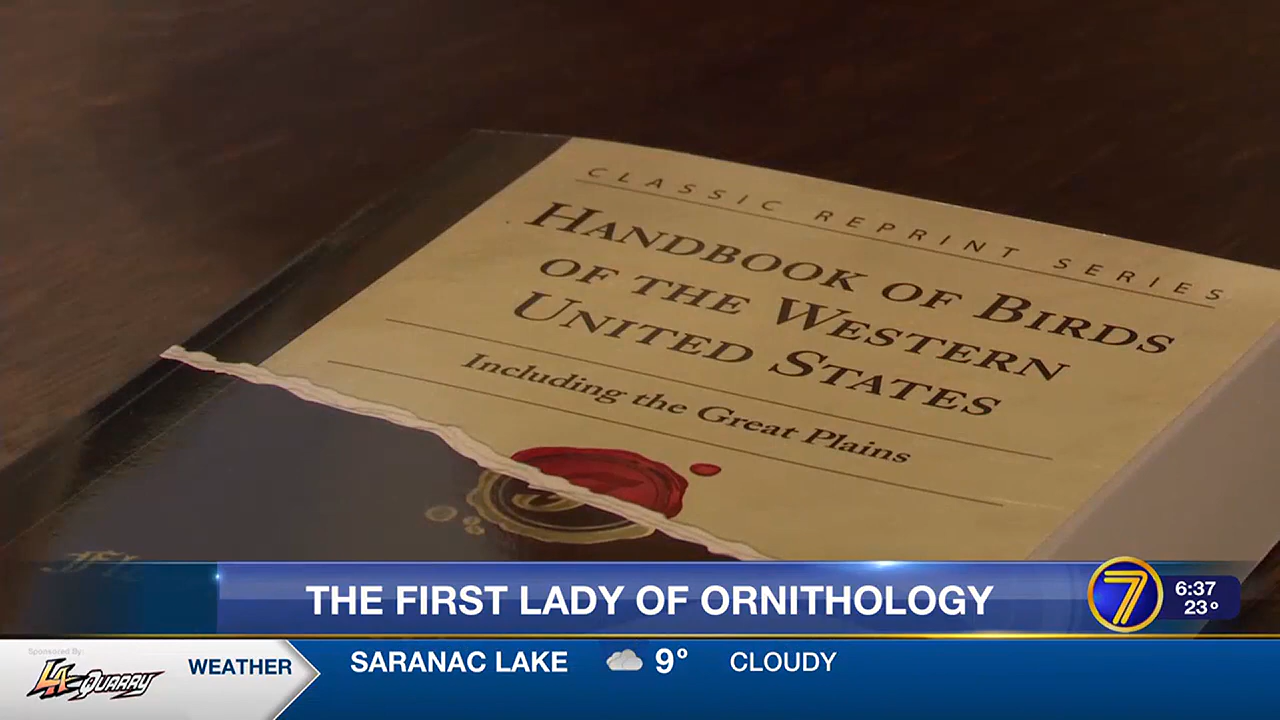 CLASSIC REPRINT SERIES
HANDBOOK OF BIRDS
OF THE WESTERN
UNITED STATES
Including the Great Plains
THE FIRST LADY OF ORNITHOLOGY
7
6:37
23°
Sponsored By:
LA QUARRY
WEATHER
SARANAC LAKE
9°
CLOUDY